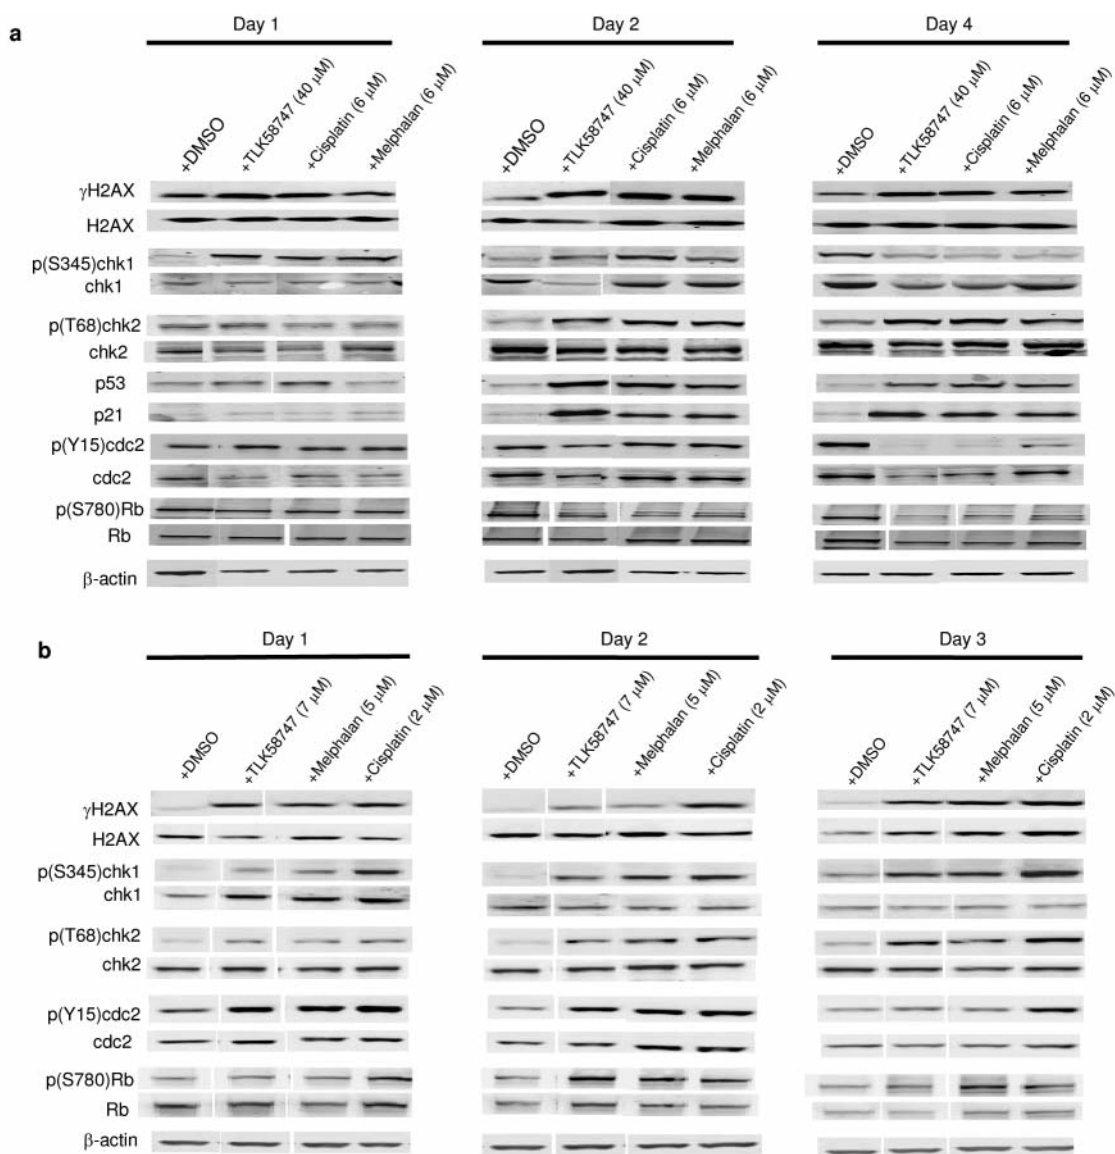 a
Day 1
Day 2
Day 4
+DMSO
+TLK58747 (40 μM)
+Cisplatin (6 μM)
+Melphalan (6 μM)
+DMSO
+TLK58747 (40 μM)
+Cisplatin (6 μM)
+Melphalan (6 μM)
+DMSO
+TLK58747 (40 μM)
+Cisplatin (6 μM)
+Melphalan (6 μM)
γH2AX
H2AX
p(S345)chk1
chk1
p(T68)chk2
chk2
p53
p21
p(Y15)cdc2
cdc2
p(S780)Rb
Rb
β-actin
b
Day 1
Day 2
Day 3
+DMSO
+TLK58747 (7 μM)
+Melphalan (5 μM)
+Cisplatin (2 μM)
+DMSO
+TLK58747 (7 μM)
+Melphalan (5 μM)
+Cisplatin (2 μM)
+DMSO
+TLK58747 (7 μM)
+Melphalan (5 μM)
+Cisplatin (2 μM)
γH2AX
H2AX
p(S345)chk1
chk1
p(T68)chk2
chk2
p(Y15)cdc2
cdc2
p(S780)Rb
Rb
β-actin